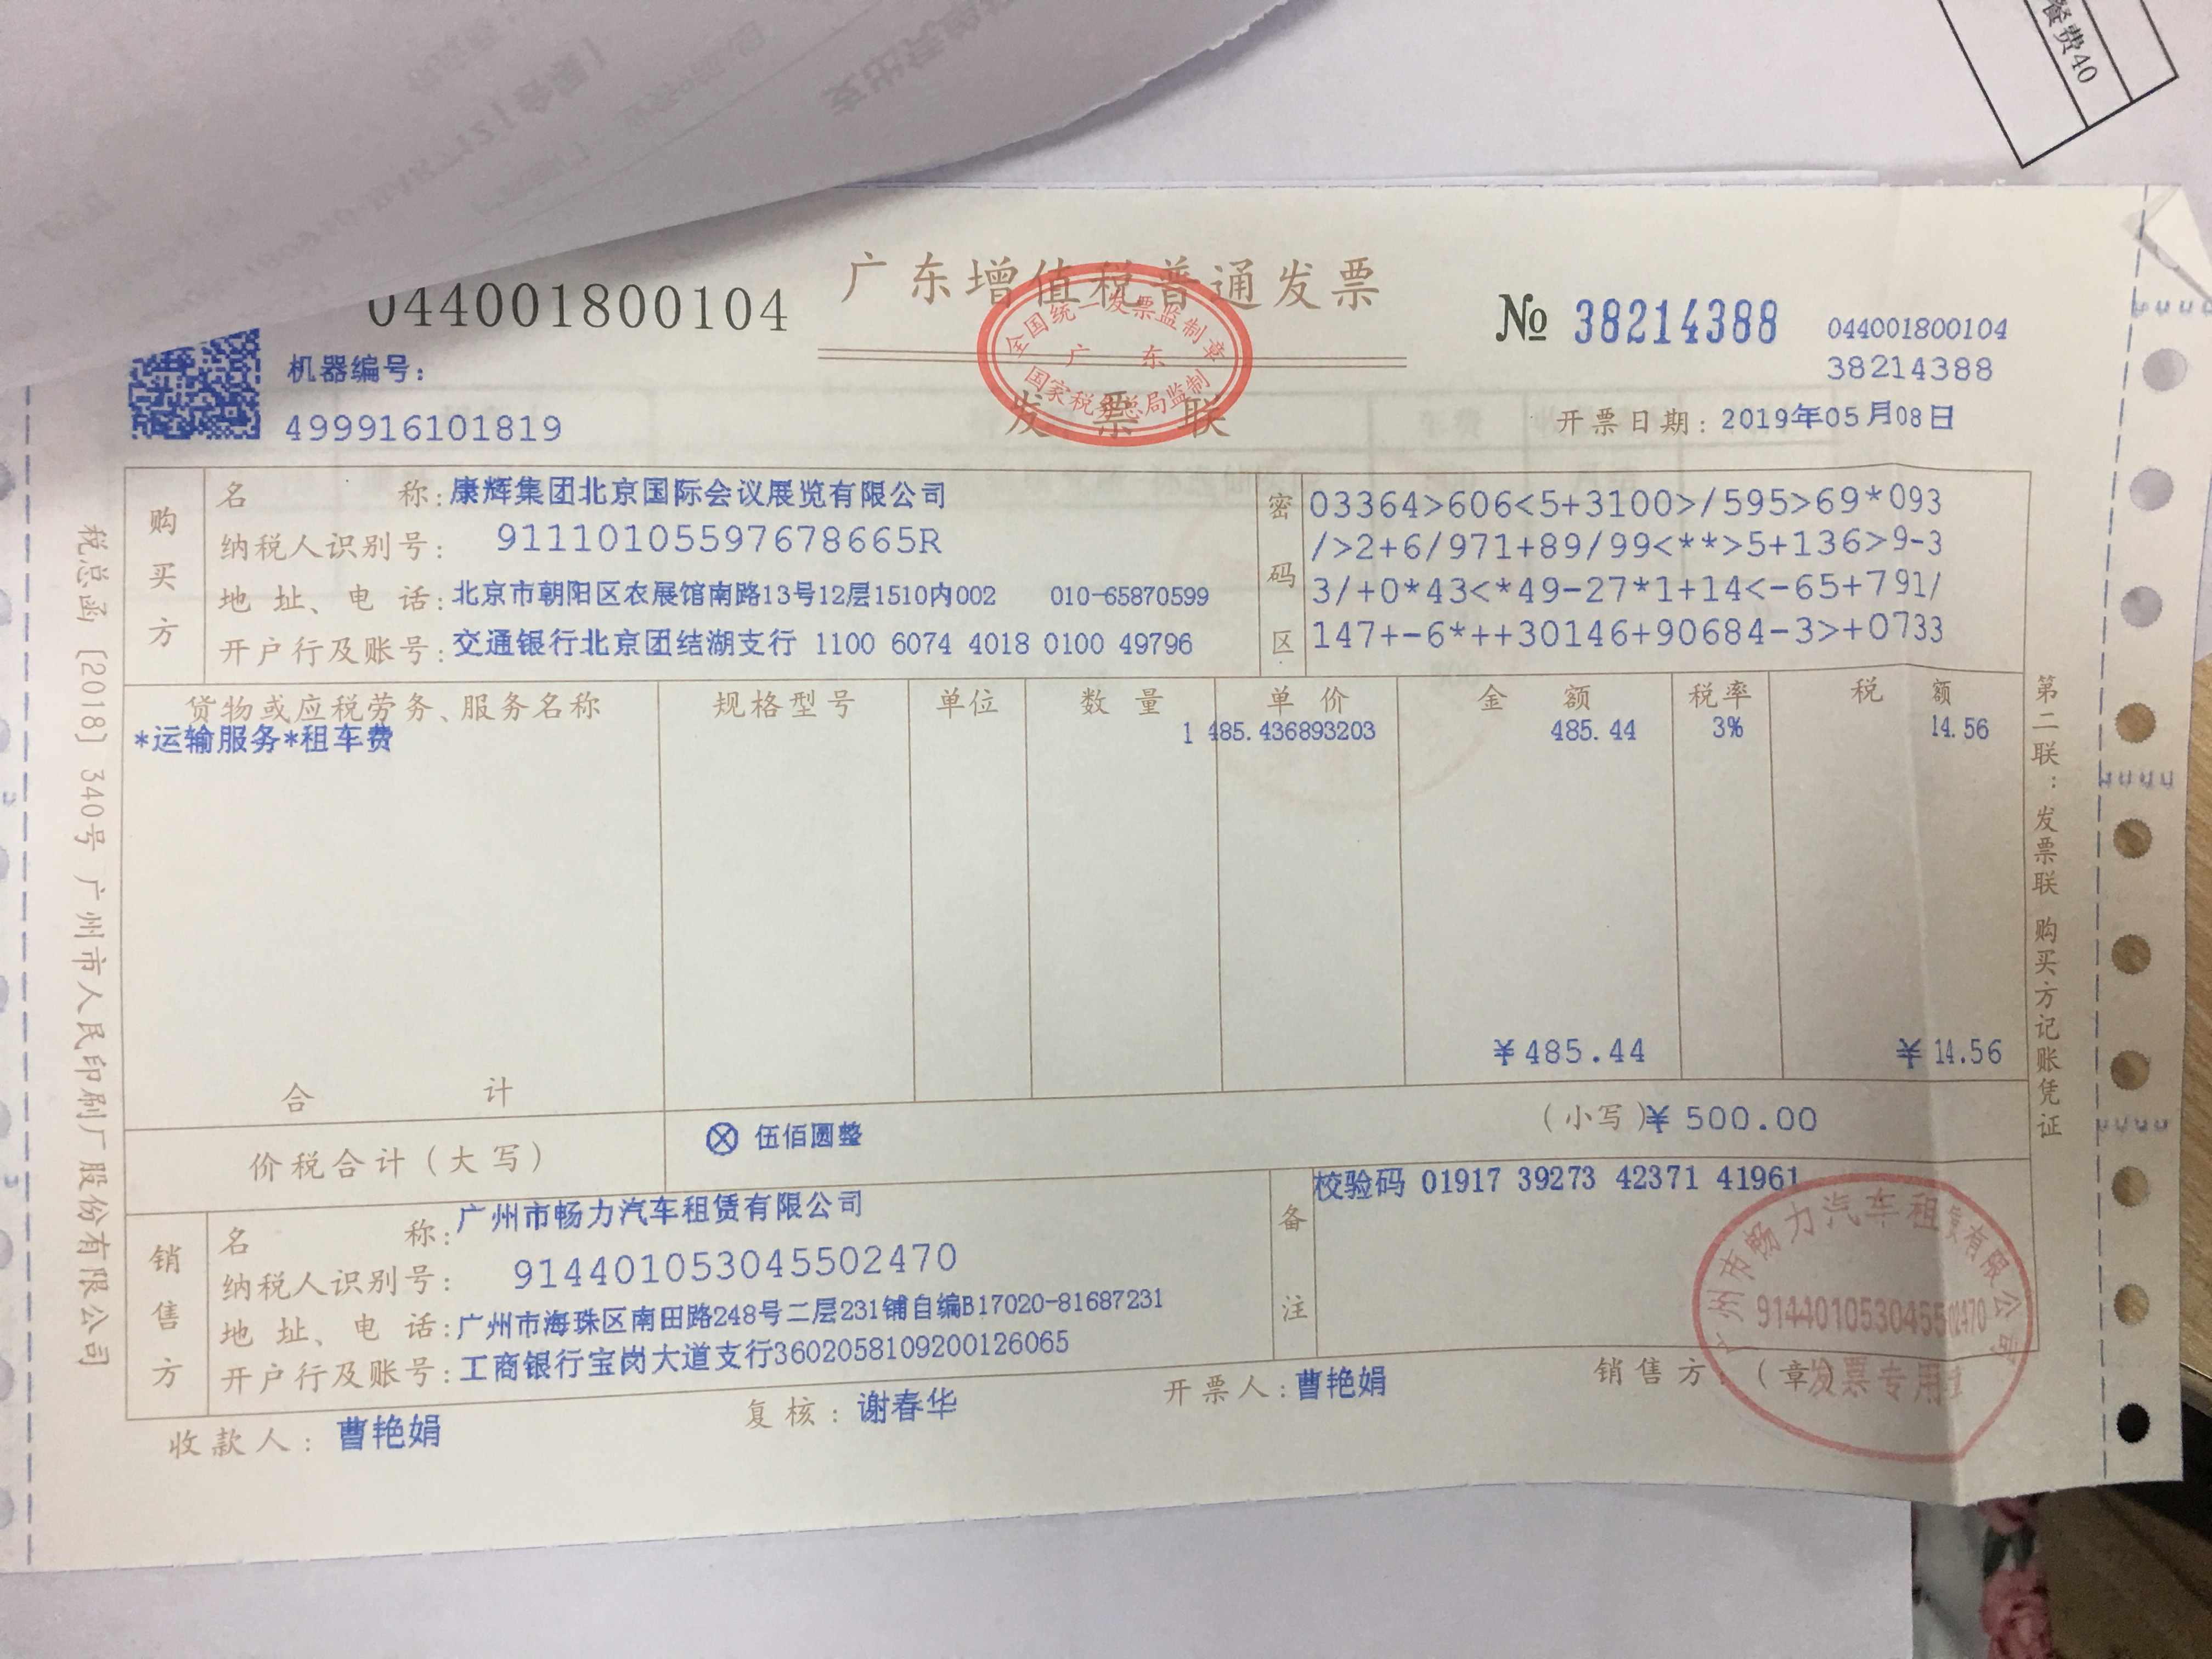 餐费40
广东增值税普通发票
044001800104
№ 38214388
044001800104
38214388
全国统一发票监制章
广 东
国家税务总局监制
发 票 联
机器编号:
499916101819
开票日期: 2019年05月08日
购买方
名 称: 康辉集团北京国际会议展览有限公司
纳税人识别号: 91110105597678665R
地 址、电 话: 北京市朝阳区农展馆南路13号12层1510内002 010-65870599
开户行及账号: 交通银行北京团结湖支行 1100 6074 4018 0100 49796
密码区
03364>606<5+3100>/595>69*093
/>2+6/971+89/99<**>5+136>9-3
3/+0*43<*49-27*1+14<-65+791/
147+-6*++30146+90684-3>+0733
货物或应税劳务、服务名称 规格型号 单位 数 量 单 价 金 额 税率 税 额
*运输服务*租车费 1 485.436893203 485.44 3% 14.56
合 计 ¥485.44 ¥14.56
价税合计(大写) ⊗ 伍佰圆整 (小写)¥ 500.00
销售方
名 称: 广州市畅力汽车租赁有限公司
纳税人识别号: 914401053045502470
地 址、电 话: 广州市海珠区南田路248号二层231铺自编B17020-81687231
开户行及账号: 工商银行宝岗大道支行3602058109200126065
备注
校验码 01917 39273 42371 41961
收款人: 曹艳娟 复核: 谢春华 开票人: 曹艳娟 销售方:(章)
广州市畅力汽车租赁有限公司
914401053045502470
发票专用章
税总函〔2018〕340号 广州市人民印刷厂股份有限公司
第二联:发票联 购买方记账凭证